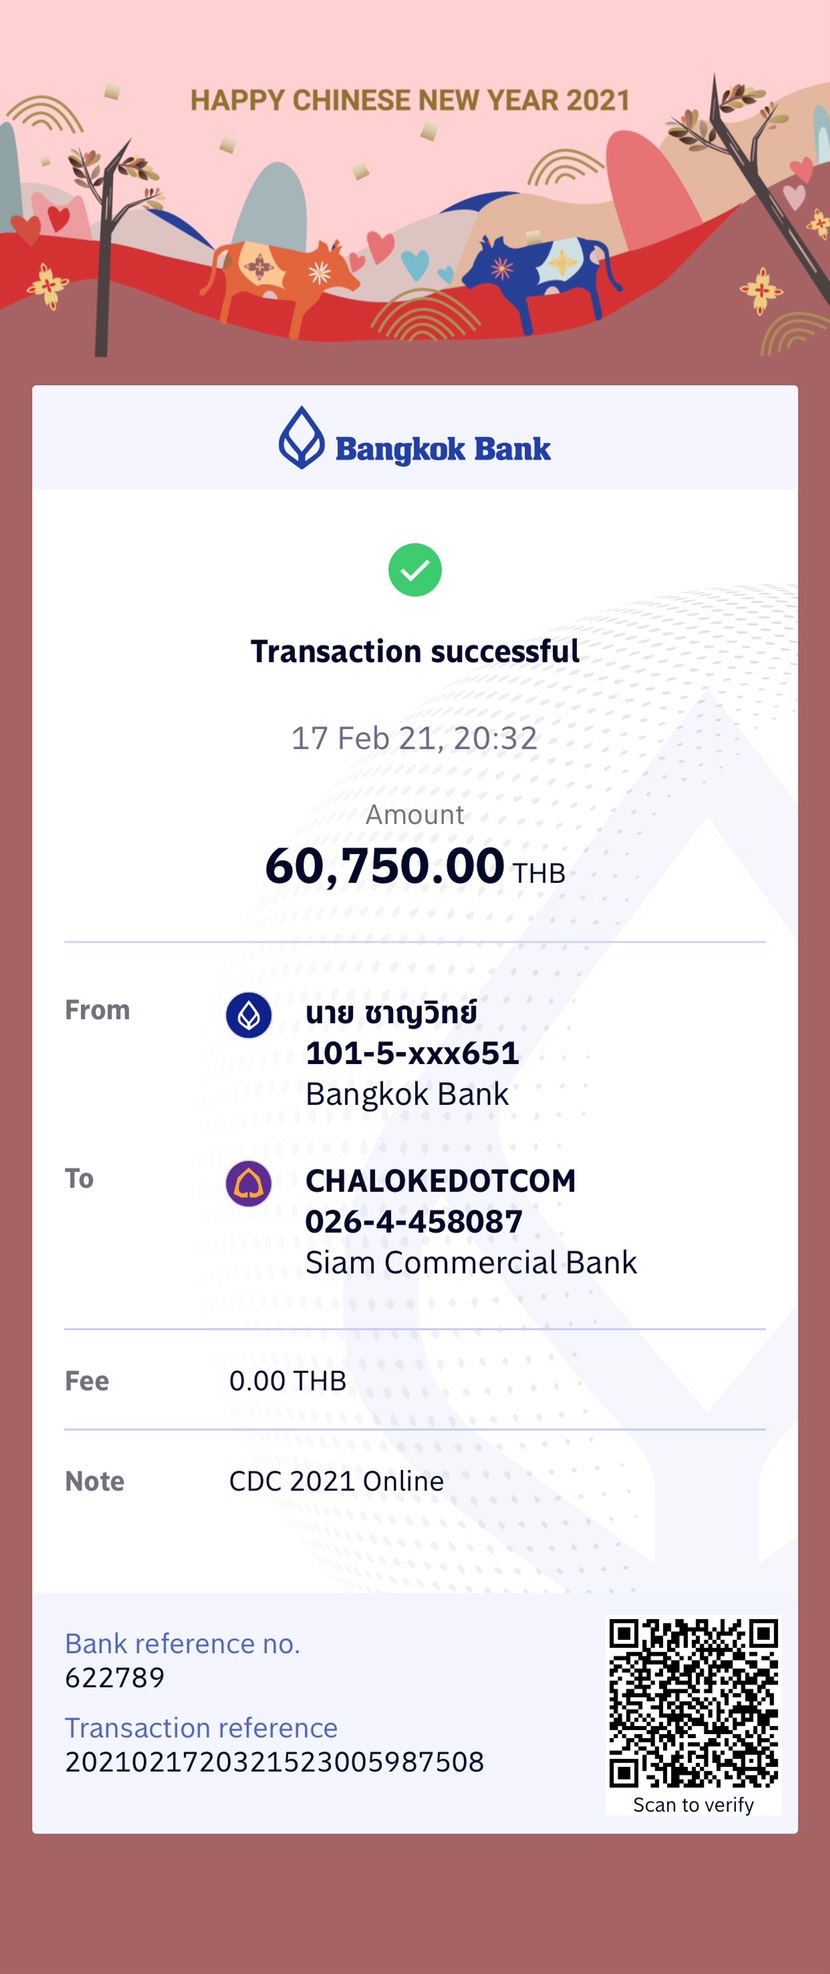 HAPPY CHINESE NEW YEAR 2021
Bangkok Bank
Transaction successful
17 Feb 21, 20:32
Amount
60,750.00 THB
From
นาย ชาญวิทย์
101-5-xxx651
Bangkok Bank
To
CHALOKEDOTCOM
026-4-458087
Siam Commercial Bank
Fee
0.00 THB
Note
CDC 2021 Online
Bank reference no.
622789
Transaction reference
2021021720321523005987508
Scan to verify